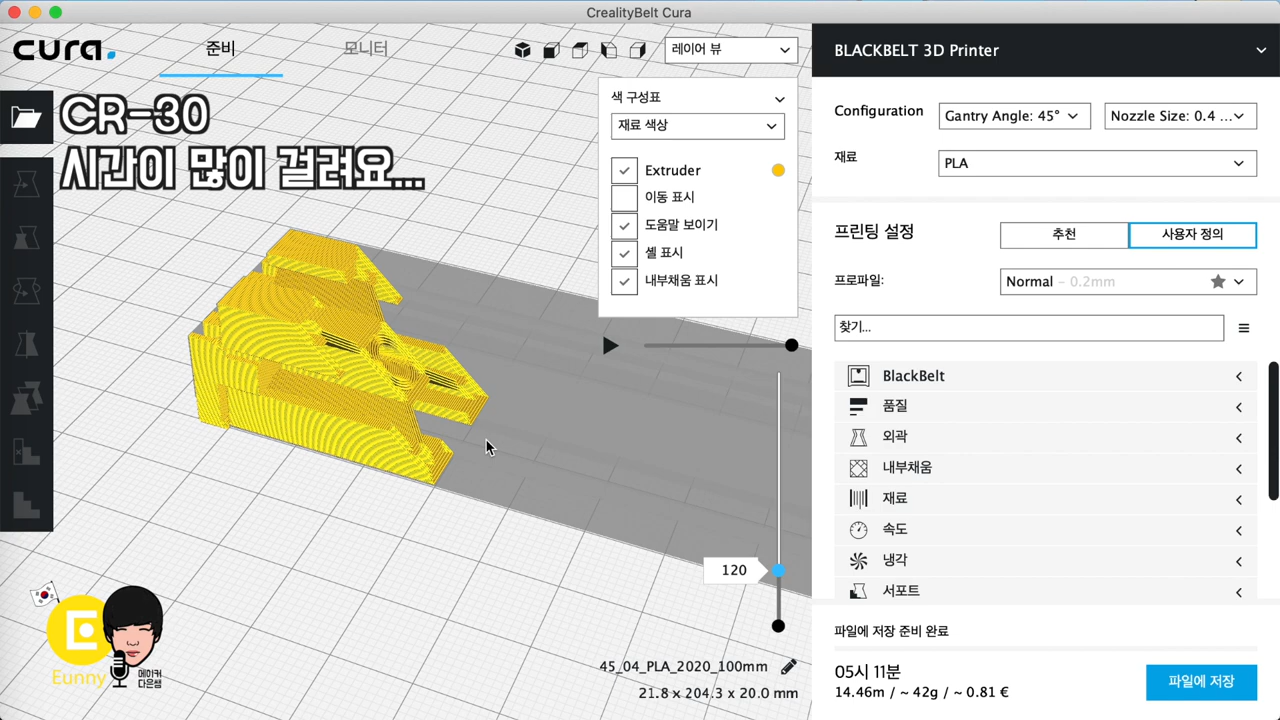 CrealityBelt Cura
cura.
준비
모니터
레이어 뷰
BLACKBELT 3D Printer
CR-30
시간이 많이 걸려요...
색 구성표
재료 색상
Extruder
이동 표시
도움말 보이기
셸 표시
내부채움 표시
Configuration
Gantry Angle: 45°
Nozzle Size: 0.4 ...
재료
PLA
프린팅 설정
추천
사용자 정의
프로파일:
Normal – 0.2mm
찾기...
BlackBelt
품질
외곽
내부채움
재료
속도
냉각
서포트
120
파일에 저장 준비 완료
45_04_PLA_2020_100mm
21.8 x 204.3 x 20.0 mm
05시 11분
14.46m / ~ 42g / ~ 0.81 €
파일에 저장
E
Eunny
메이커
다은쌤